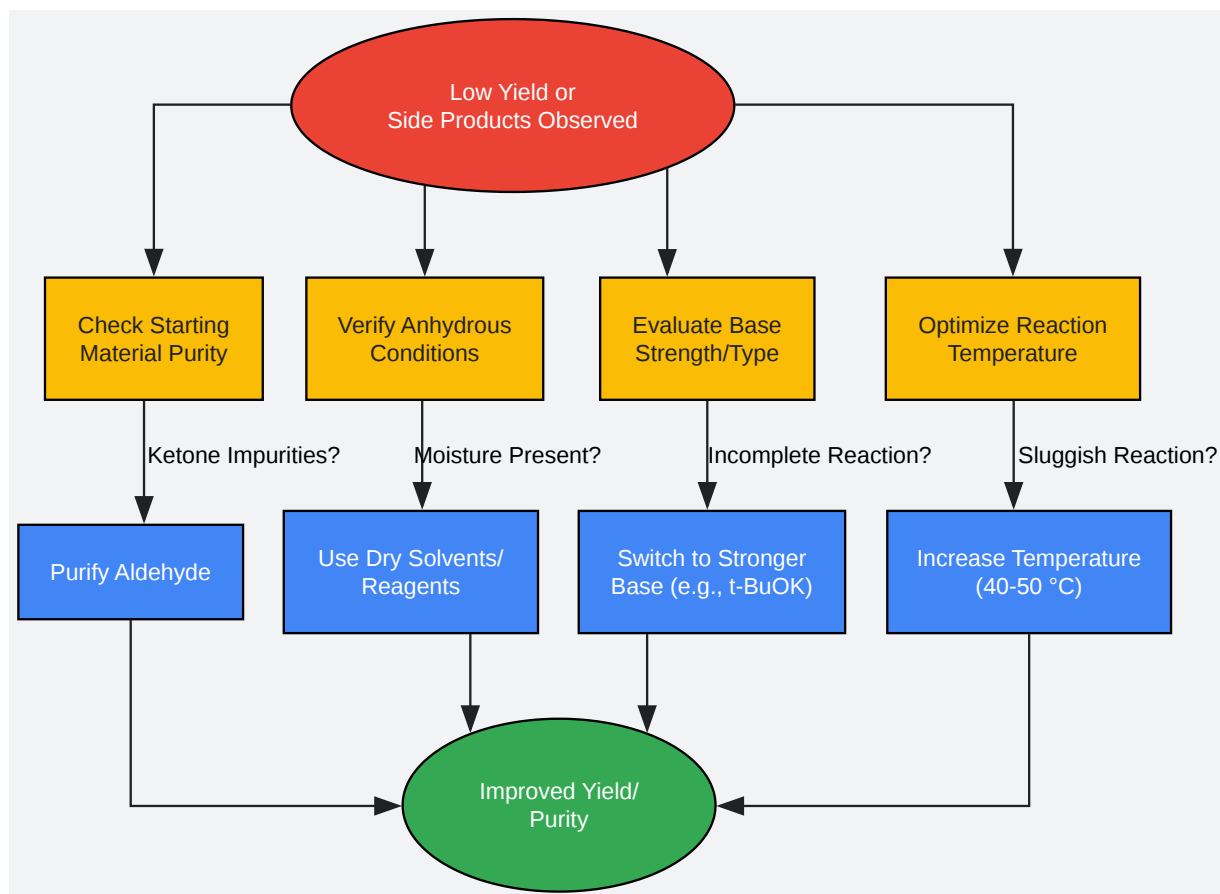 Low Yield or
Side Products Observed
Check Starting
Material Purity
Verify Anhydrous
Conditions
Evaluate Base
Strength/Type
Optimize Reaction
Temperature
Ketone Impurities?
Moisture Present?
Incomplete Reaction?
Sluggish Reaction?
Purify Aldehyde
Use Dry Solvents/
Reagents
Switch to Stronger
Base (e.g., t-BuOK)
Increase Temperature
(40-50 °C)
Improved Yield/
Purity